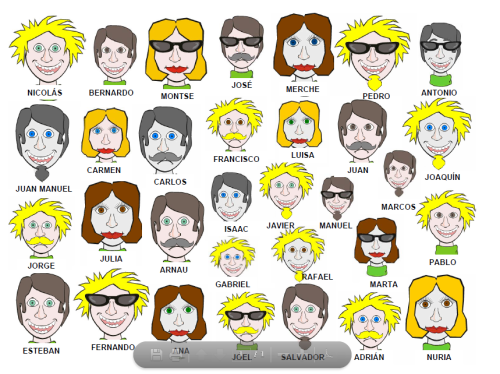 NICOLÁS
BERNARDO
MONTSE
JOSÉ
MERCHE
PEDRO
ANTONIO
JUAN MANUEL
CARMEN
CARLOS
FRANCISCO
LUISA
JUAN
MARCOS
JOAQUÍN
JORGE
JULIA
ARNAU
ISAAC
JAVIER
MANUEL
GABRIEL
RAFAEL
MARTA
PABLO
ESTEBAN
FERNANDO
ANA
JOEL
SALVADOR
ADRIÁN
NURIA